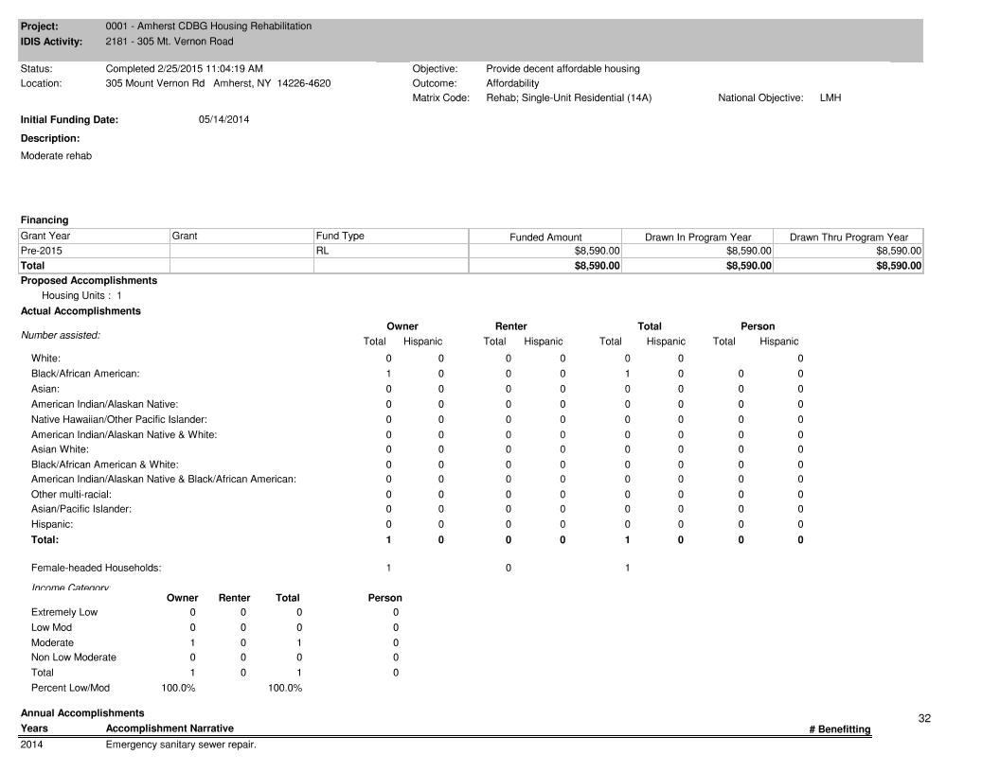 Project: 0001 - Amherst CDBG Housing Rehabilitation
IDIS Activity: 2181 - 305 Mt. Vernon Road
Status: Completed 2/25/2015 11:04:19 AM Objective: Provide decent affordable housing
Location: 305 Mount Vernon Rd Amherst, NY 14226-4620 Outcome: Affordability
Matrix Code: Rehab; Single-Unit Residential (14A) National Objective: LMH
Initial Funding Date: 05/14/2014
Description:
Moderate rehab
Financing
Grant Year Grant Fund Type Funded Amount Drawn In Program Year Drawn Thru Program Year
Pre-2015 RL $8,590.00 $8,590.00 $8,590.00
Total $8,590.00 $8,590.00 $8,590.00
Proposed Accomplishments
Housing Units : 1
Actual Accomplishments
Number assisted: Owner Renter Total Person
Total Hispanic Total Hispanic Total Hispanic Total Hispanic
White: 0 0 0 0 0 0 0
Black/African American: 1 0 0 0 1 0 0 0
Asian: 0 0 0 0 0 0 0 0
American Indian/Alaskan Native: 0 0 0 0 0 0 0 0
Native Hawaiian/Other Pacific Islander: 0 0 0 0 0 0 0 0
American Indian/Alaskan Native & White: 0 0 0 0 0 0 0 0
Asian White: 0 0 0 0 0 0 0 0
Black/African American & White: 0 0 0 0 0 0 0 0
American Indian/Alaskan Native & Black/African American: 0 0 0 0 0 0 0 0
Other multi-racial: 0 0 0 0 0 0 0 0
Asian/Pacific Islander: 0 0 0 0 0 0 0 0
Hispanic: 0 0 0 0 0 0 0 0
Total: 1 0 0 0 1 0 0 0
Female-headed Households: 1 0 1
Income Category
Owner Renter Total Person
Extremely Low 0 0 0 0
Low Mod 0 0 0 0
Moderate 1 0 1 0
Non Low Moderate 0 0 0 0
Total 1 0 1 0
Percent Low/Mod 100.0% 100.0%
Annual Accomplishments
32
Years Accomplishment Narrative # Benefitting
2014 Emergency sanitary sewer repair.